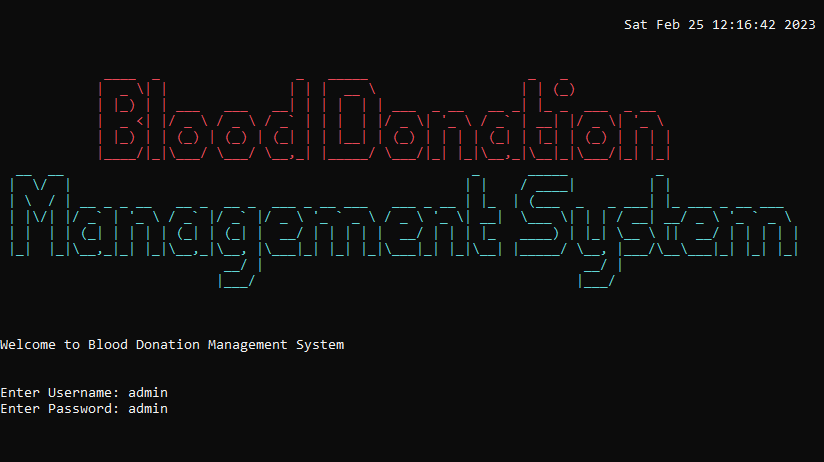 Sat Feb 25 12:16:42 2023
Blood Donation
Management System
Welcome to Blood Donation Management System
Enter Username: admin
Enter Password: admin